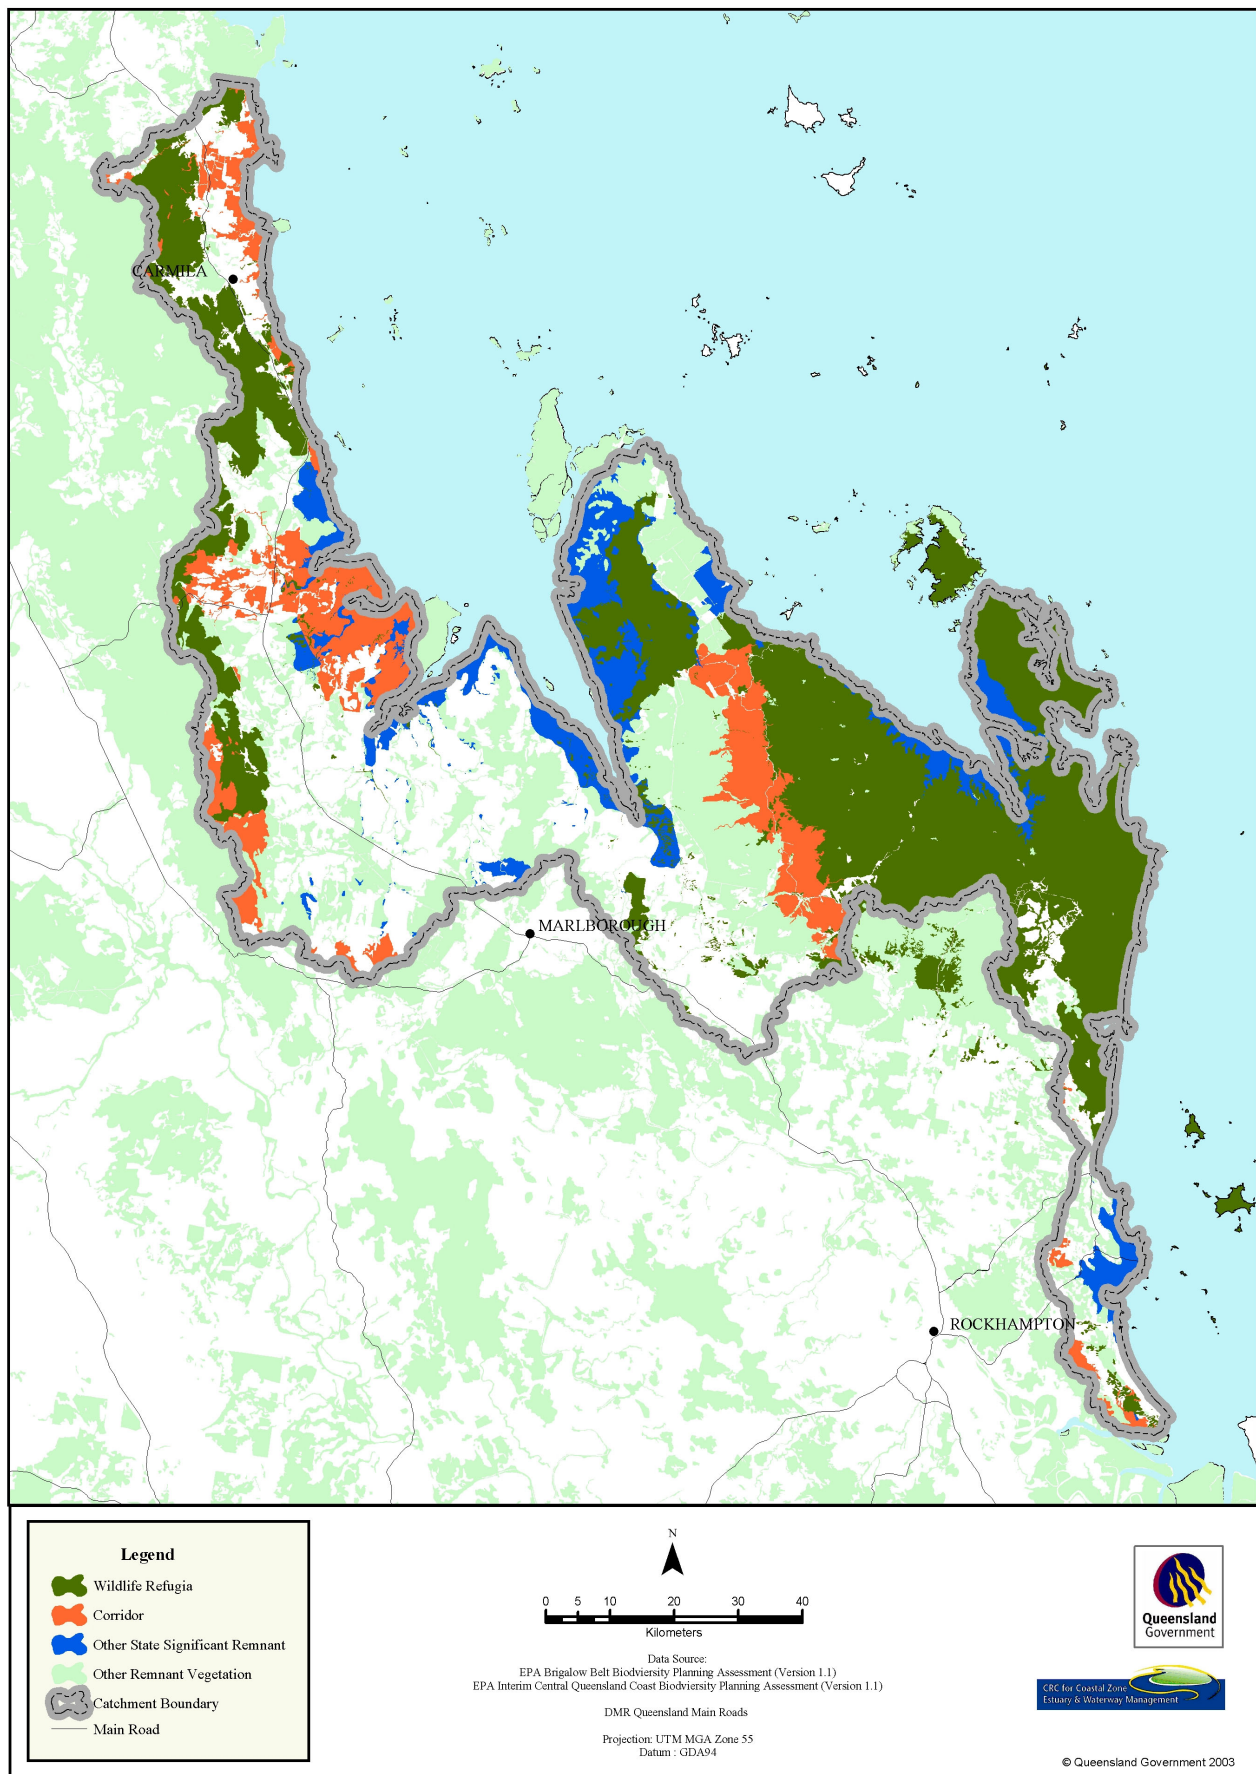 CARMILA
MARLBOROUGH
ROCKHAMPTON
Legend
Wildlife Refugia
Corridor
Other State Significant Remnant
Other Remnant Vegetation
Catchment Boundary
Main Road
N
0 5 10 20 30 40
Kilometers
Data Source:
EPA Brigalow Belt Biodversity Planning Assessment (Version 1.1)
EPA Interim Central Queensland Coast Biodversity Planning Assessment (Version 1.1)
DMR Queensland Main Roads
Projection: UTM MGA Zone 55
Datum : GDA94
Queensland
Government
CRC for Coastal Zone
Estuary & Waterway Management
© Queensland Government 2003